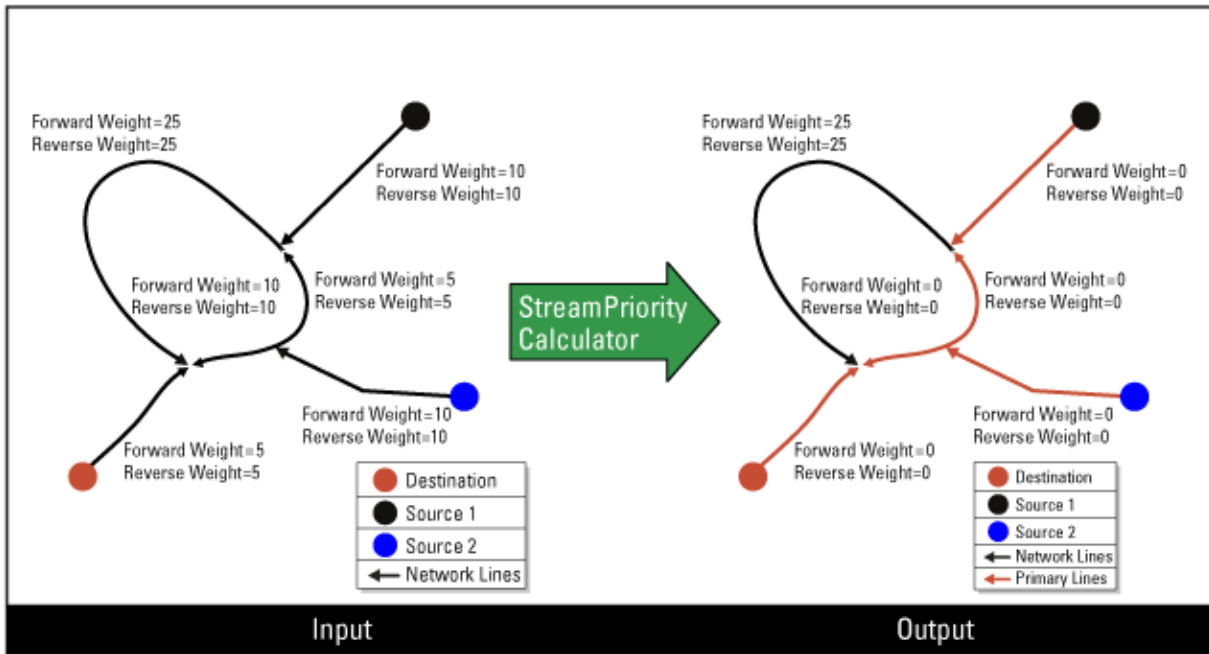 Forward Weight=25
Reverse Weight=25
Forward Weight=10
Reverse Weight=10
Forward Weight=10
Reverse Weight=10
Forward Weight=5
Reverse Weight=5
Forward Weight=10
Reverse Weight=10
Forward Weight=5
Reverse Weight=5
Destination
Source 1
Source 2
Network Lines
StreamPriority
Calculator
Forward Weight=25
Reverse Weight=25
Forward Weight=0
Reverse Weight=0
Forward Weight=0
Reverse Weight=0
Forward Weight=0
Reverse Weight=0
Forward Weight=0
Reverse Weight=0
Forward Weight=0
Reverse Weight=0
Destination
Source 1
Source 2
Network Lines
Primary Lines
Input
Output